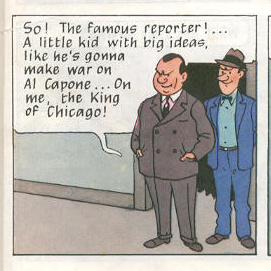 So! The famous reporter!...
A little kid with big ideas,
like he's gonna
make war on
Al Capone...On
me, the King
of Chicago!